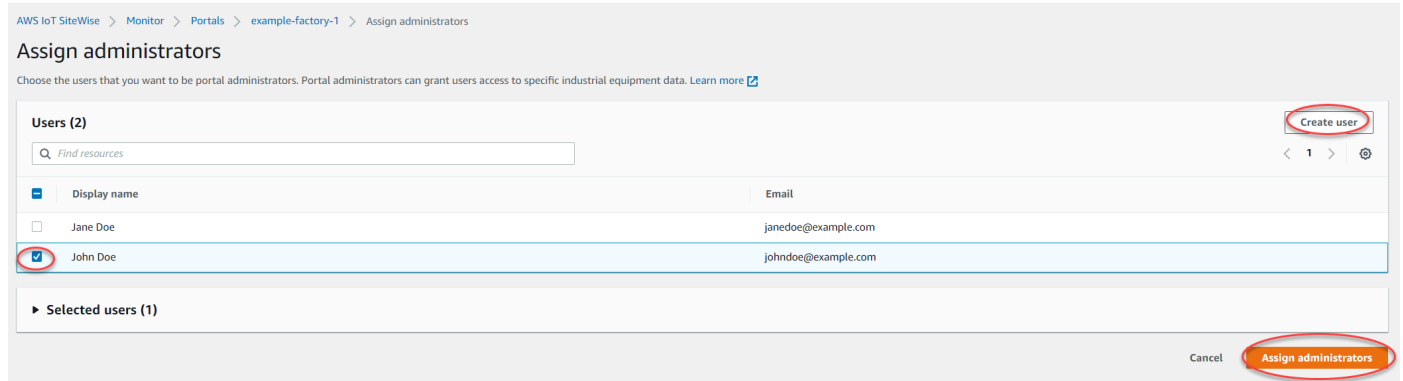 AWS IoT SiteWise > Monitor > Portals > example-factory-1 > Assign administrators
Assign administrators
Choose the users that you want to be portal administrators. Portal administrators can grant users access to specific industrial equipment data. Learn more
Users (2)
Create user
Find resources
< 1 >
Display name Email
Jane Doe janedoe@example.com
John Doe johndoe@example.com
Selected users (1)
Cancel Assign administrators